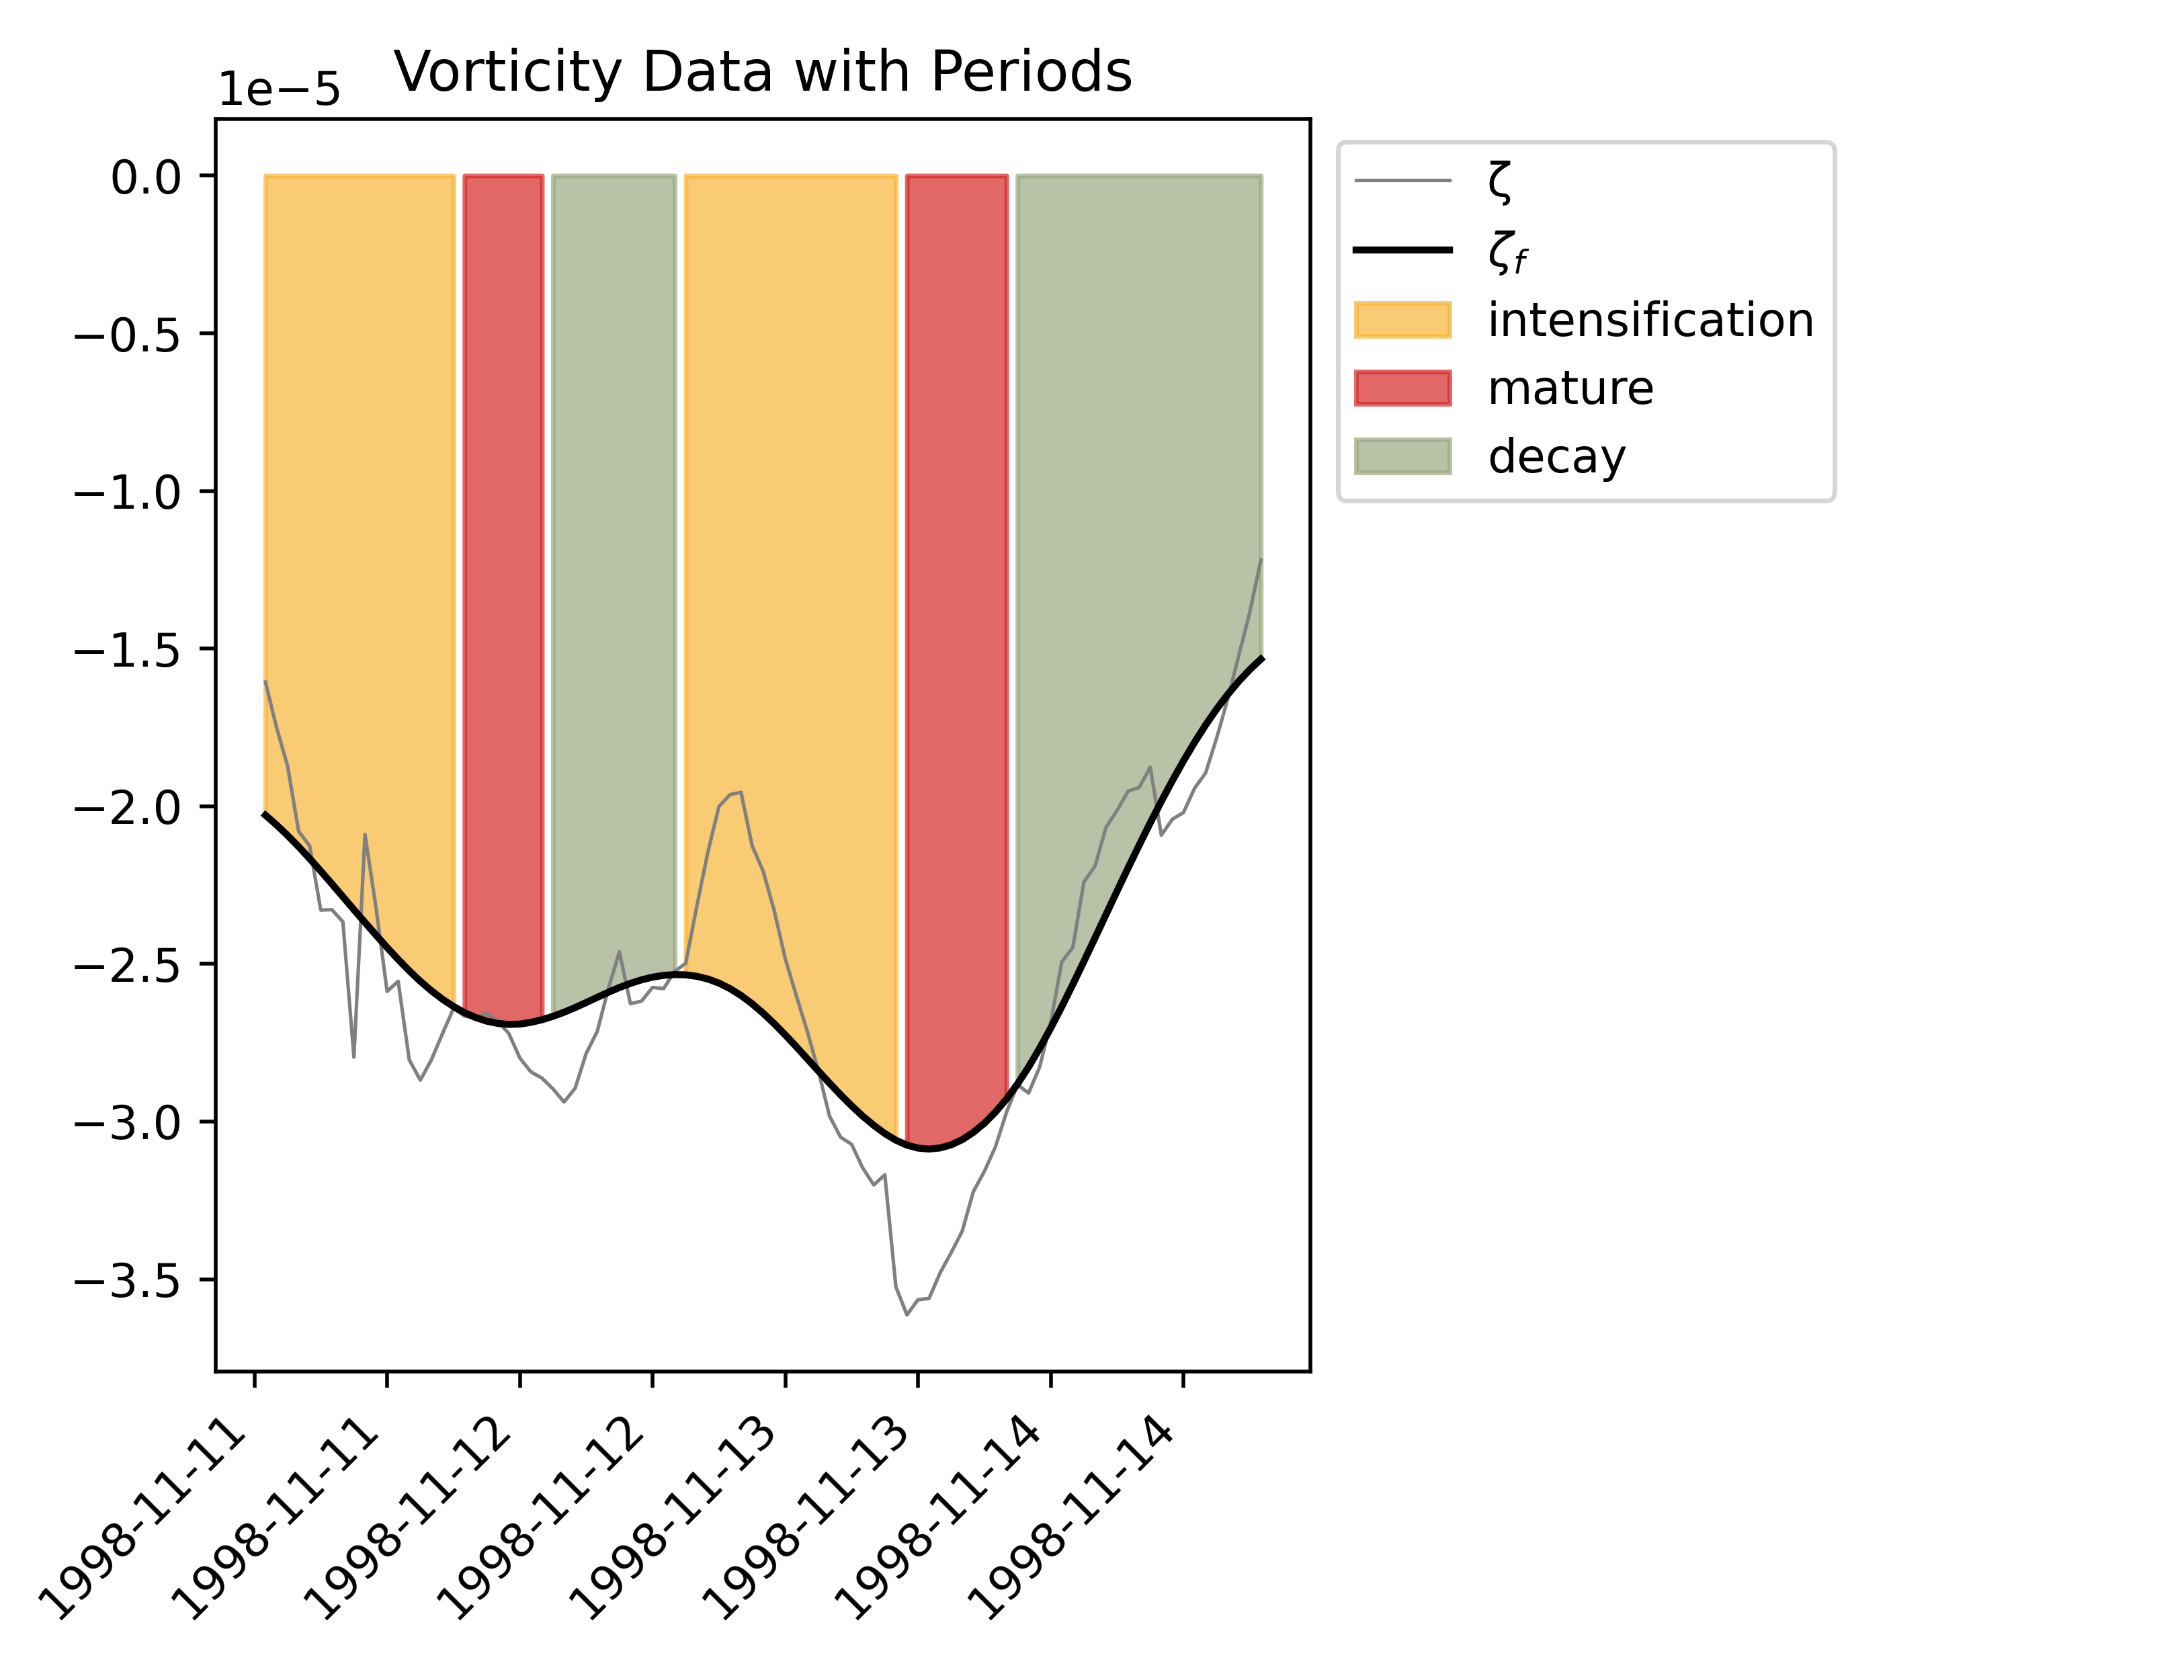 Vorticity Data with Periods
1e−5
0.0
−0.5
−1.0
−1.5
−2.0
−2.5
−3.0
−3.5
1998-11-11
1998-11-11
1998-11-12
1998-11-12
1998-11-13
1998-11-13
1998-11-14
1998-11-14
ζ
ζf
intensification
mature
decay